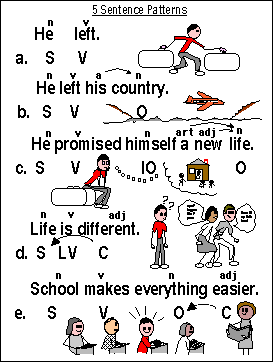 5 Sentence Patterns
n v
He left.
a. S V
n v a n
He left his country.
b. S V O
n v n art adj n
He promised himself a new life.
c. S V IO O
n v adj
Life is different.
d. S LV C
n v n adj
School makes everything easier.
e. S V O C